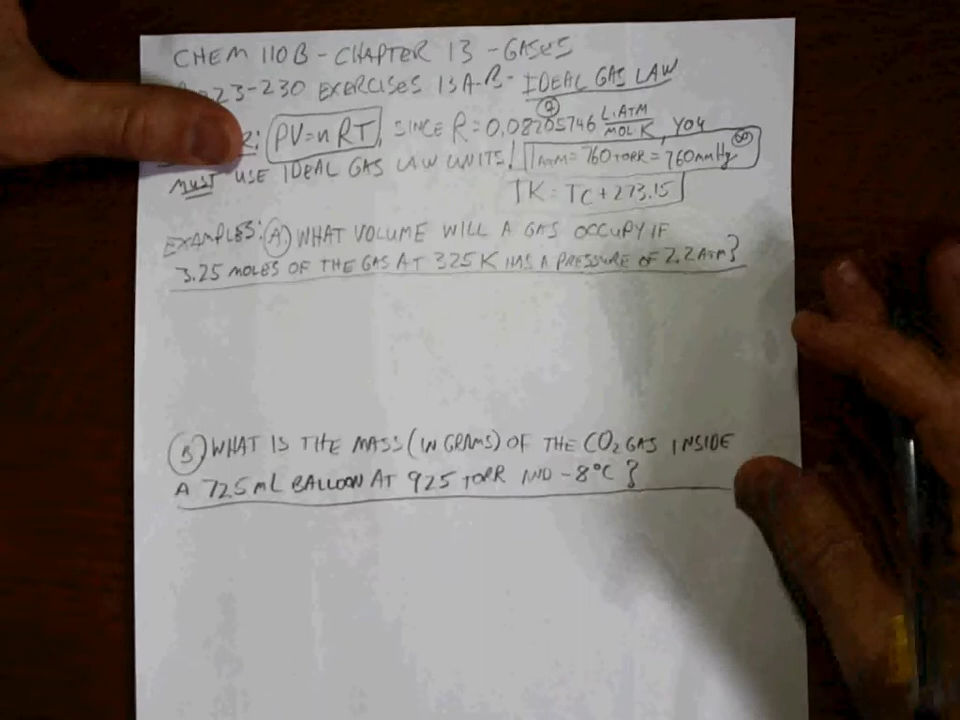 CHEM 110B - CHAPTER 13 - GASES
23-230 EXERCISES 13A-B - IDEAL GAS LAW
R: PV=nRT, SINCE R=0.08205746 L.ATM/MOL.K, YOU
MUST USE IDEAL GAS LAW UNITS! 1ATM=760TORR=760mmHg
TK=TC+273.15
EXAMPLES: (A) WHAT VOLUME WILL A GAS OCCUPY IF
3.25 MOLES OF THE GAS AT 325K HAS A PRESSURE OF 2.2 ATM?
(B) WHAT IS THE MASS (IN GRAMS) OF THE CO2 GAS INSIDE
A 725 mL BALLOON AT 925 TORR AND -8°C?